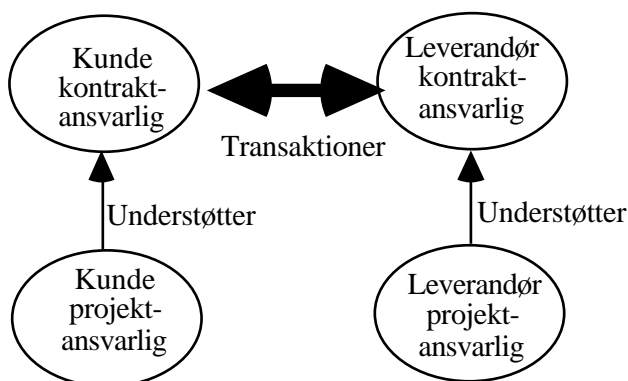 Kunde
kontrakt-
ansvarlig
Leverandør
kontrakt-
ansvarlig
Transaktioner
Understøtter
Understøtter
Kunde
projekt-
ansvarlig
Leverandør
projekt-
ansvarlig